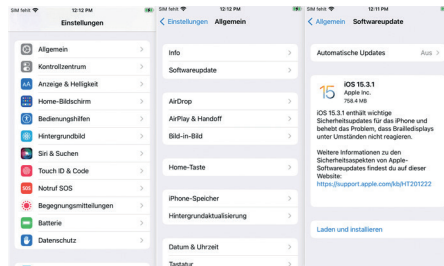 SIM fehlt 12:12 PM
Einstellungen
Allgemein
Kontrollzentrum
AA Anzeige & Helligkeit
Home-Bildschirm
Bedienungshilfen
Hintergrundbild
Siri & Suchen
Touch ID & Code
SOS Notruf SOS
Begegnungsmitteilungen
Batterie
Datenschutz
SIM fehlt 12:12 PM
Einstellungen Allgemein
Info
Softwareupdate
AirDrop
AirPlay & Handoff
Bild-in-Bild
Home-Taste
iPhone-Speicher
Hintergrundaktualisierung
Datum & Uhrzeit
Tastatur
SIM fehlt 12:11 PM
Allgemein Softwareupdate
Automatische Updates Aus
15
iOS 15.3.1
Apple Inc.
758.4 MB
iOS 15.3.1 enthält wichtige
Sicherheitsupdates für das iPhone und
behebt das Problem, dass Brailledisplays
unter Umständen nicht reagieren.
Weitere Informationen zu den
Sicherheitsaspekten von Apple-
Softwareupdates findest du auf dieser
Website:
https://support.apple.com/kb/HT201222
Laden und installieren